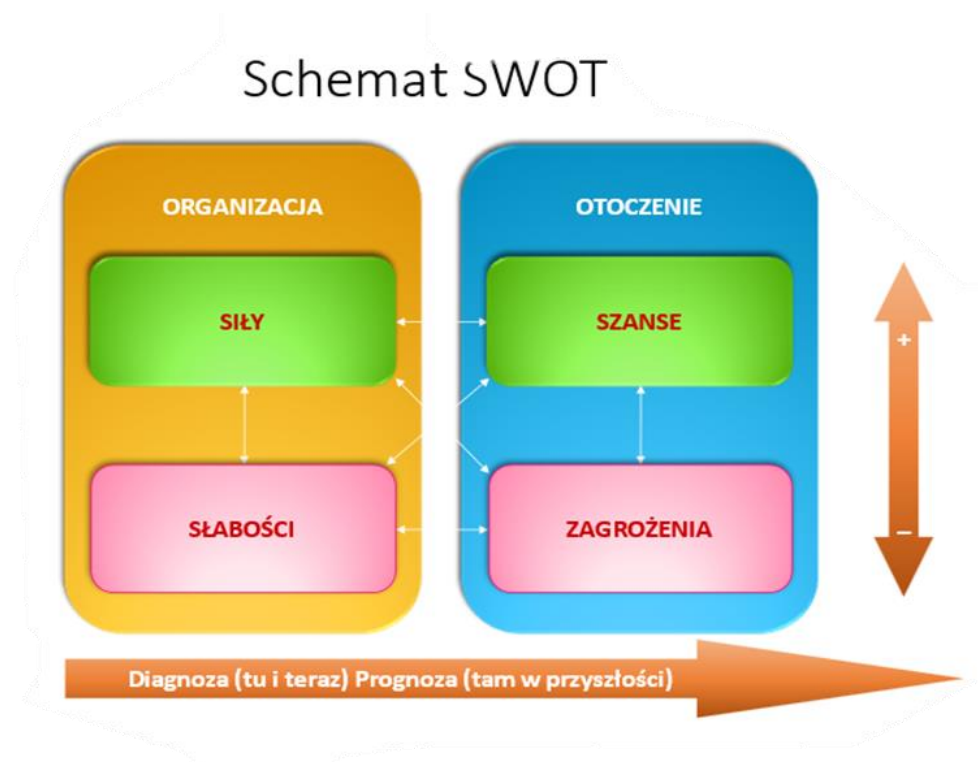 Schemat SWOT
ORGANIZACJA
OTOCZENIE
SIŁY
SZANSE
+
SŁABOŚCI
ZAGROŻENIA
–
Diagnoza (tu i teraz) Prognoza (tam w przyszłości)